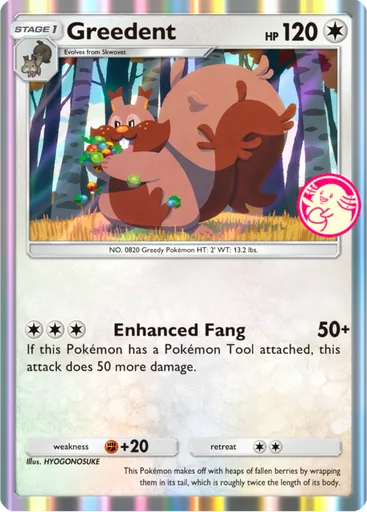 STAGE 1
Greedent
HP 120
Evolves from Skwovet
NO. 0820 Greedy Pokémon HT: 2' WT: 13.2 lbs.
Enhanced Fang 50+
If this Pokémon has a Pokémon Tool attached, this
attack does 50 more damage.
weakness +20 retreat
Illus. HYOGONOSUKE
This Pokémon makes off with heaps of fallen berries by wrapping
them in its tail, which is roughly twice the length of its body.